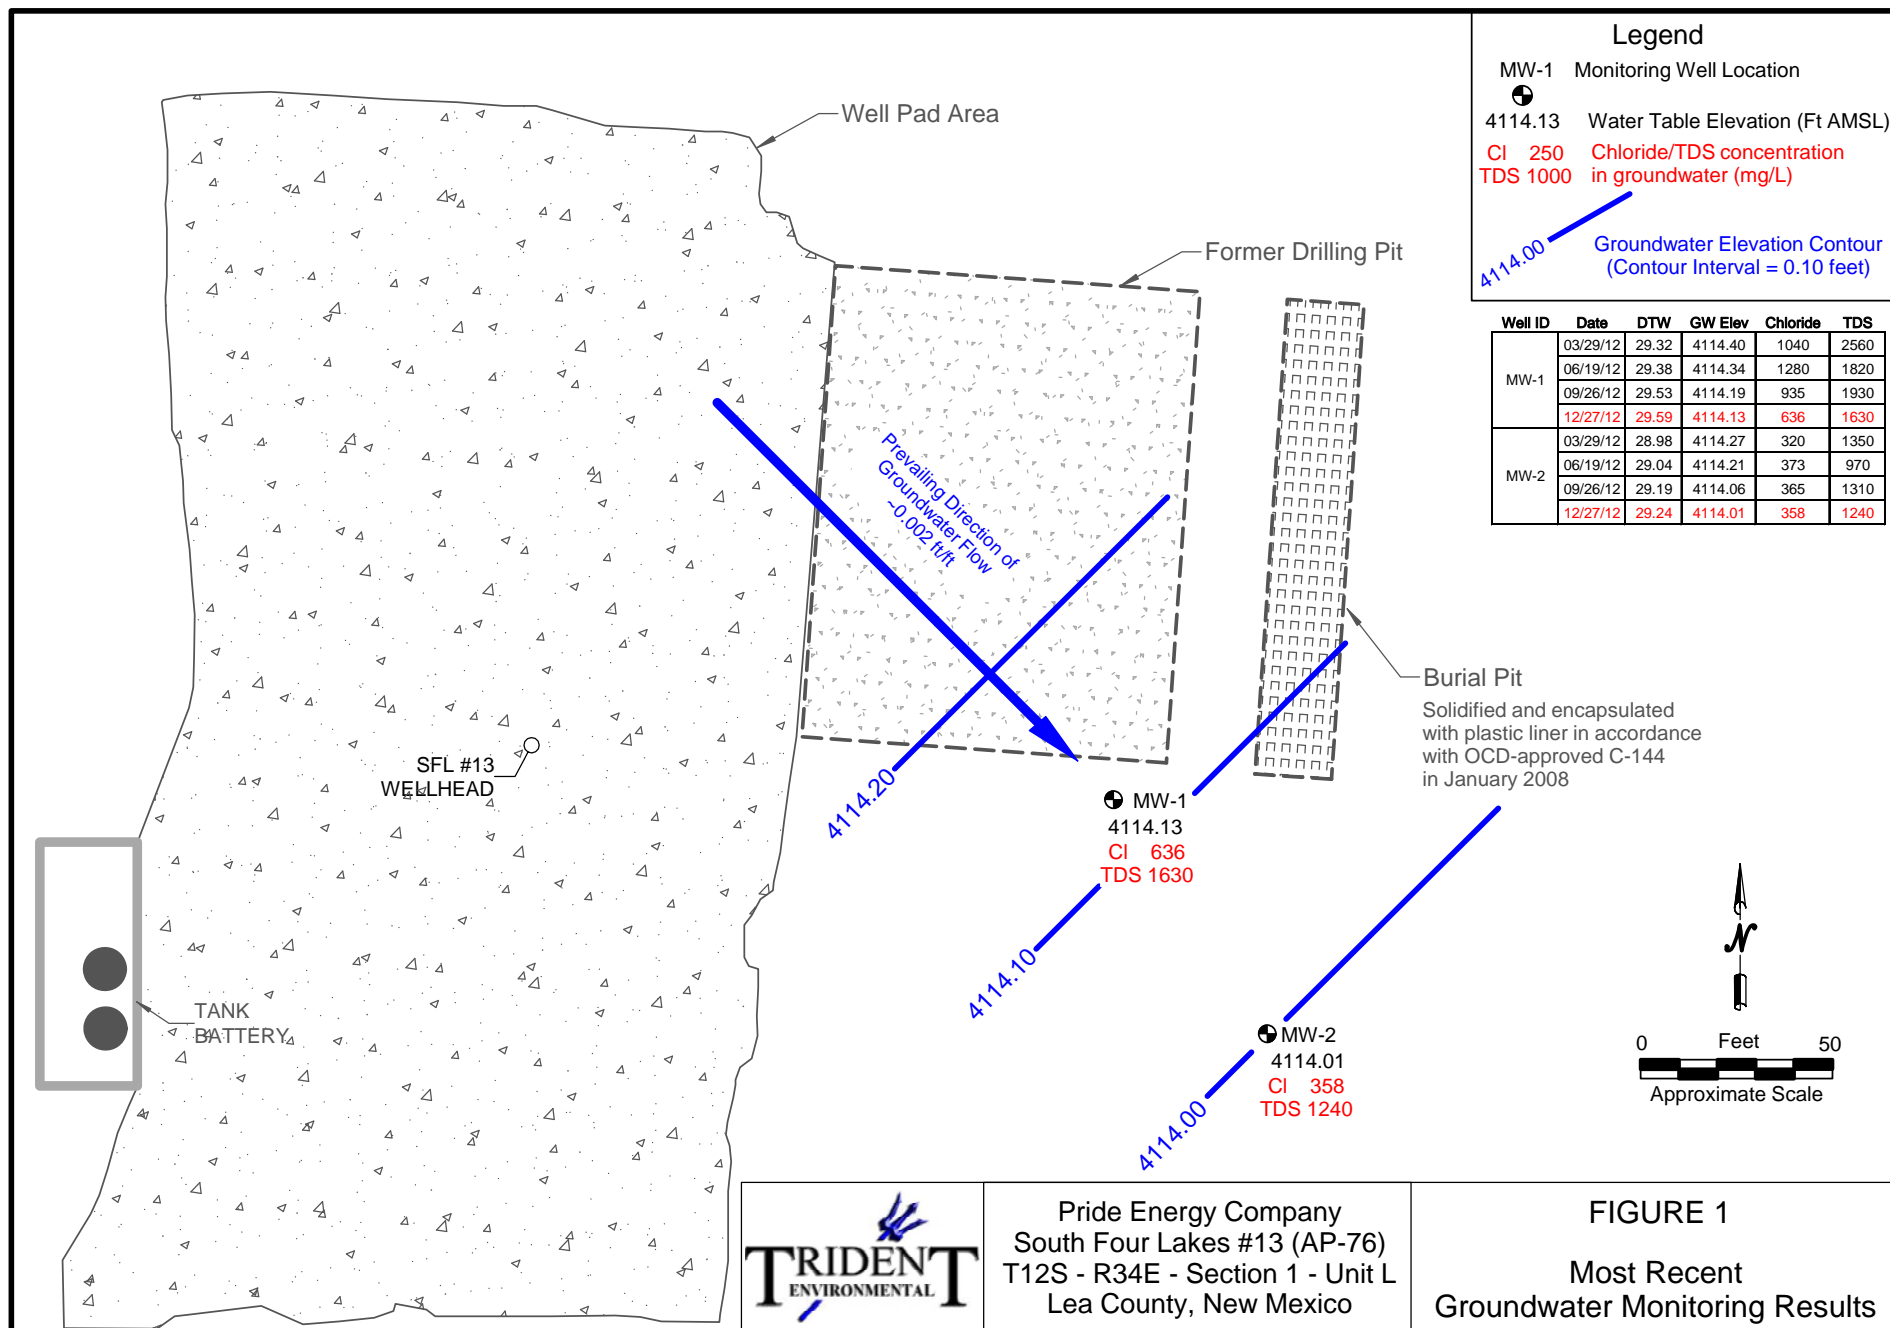 Legend
MW-1 Monitoring Well Location
4114.13 Water Table Elevation (Ft AMSL)
Cl 250 Chloride/TDS concentration
TDS 1000 in groundwater (mg/L)
4114.00
Groundwater Elevation Contour
(Contour Interval = 0.10 feet)
Well Pad Area
Former Drilling Pit
Well ID Date DTW GW Elev Chloride TDS
MW-1
03/29/12 29.32 4114.40 1040 2560
06/19/12 29.38 4114.34 1280 1820
09/26/12 29.53 4114.19 935 1930
12/27/12 29.59 4114.13 636 1630
MW-2
03/29/12 28.98 4114.27 320 1350
06/19/12 29.04 4114.21 373 970
09/26/12 29.19 4114.06 365 1310
12/27/12 29.24 4114.01 358 1240
Prevailing Direction of
Groundwater Flow
~0.002 ft/ft
Burial Pit
Solidified and encapsulated
with plastic liner in accordance
with OCD-approved C-144
in January 2008
SFL #13
WELLHEAD
4114.20
MW-1
4114.13
Cl 636
TDS 1630
4114.10
TANK
BATTERY
MW-2
4114.01
Cl 358
TDS 1240
4114.00
N
0 Feet 50
Approximate Scale
TRIDENT
ENVIRONMENTAL
Pride Energy Company
South Four Lakes #13 (AP-76)
T12S - R34E - Section 1 - Unit L
Lea County, New Mexico
FIGURE 1
Most Recent
Groundwater Monitoring Results